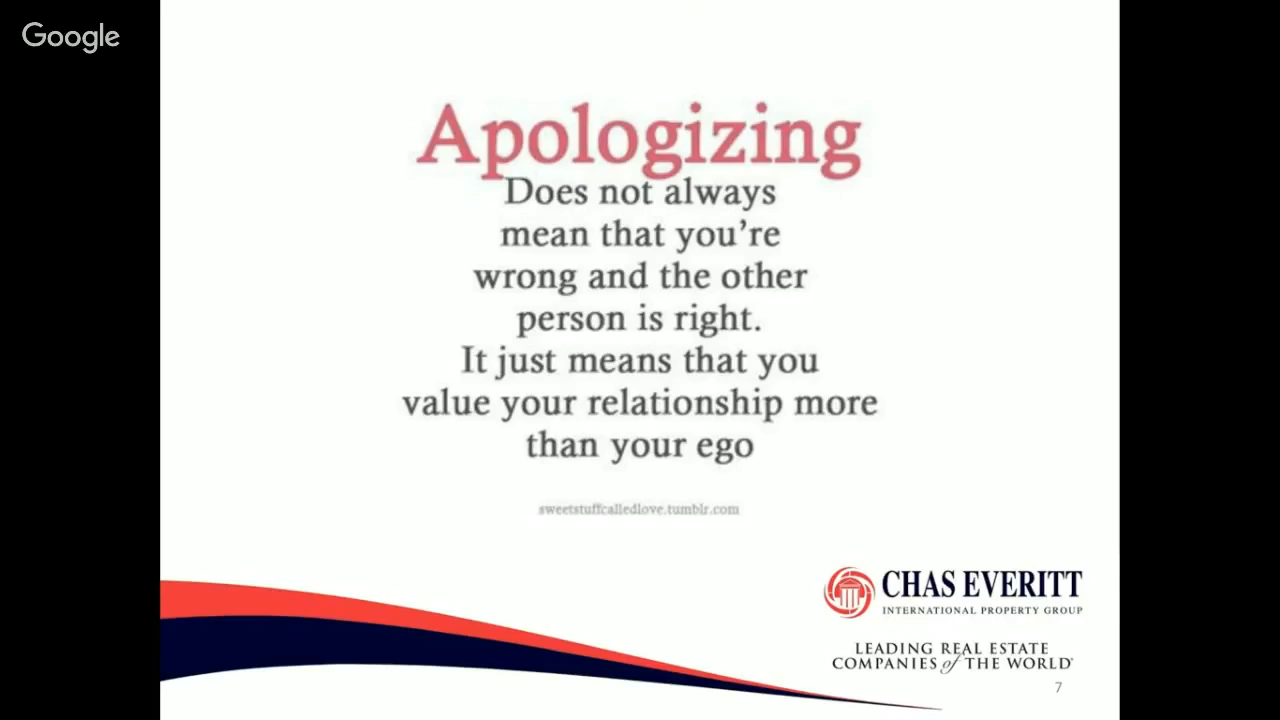 Google
Apologizing
Does not always
mean that you're
wrong and the other
person is right.
It just means that you
value your relationship more
than your ego
sweetstuffcalledlove.tumblr.com
CHAS EVERITT
INTERNATIONAL PROPERTY GROUP
LEADING REAL ESTATE
COMPANIES of THE WORLD
7